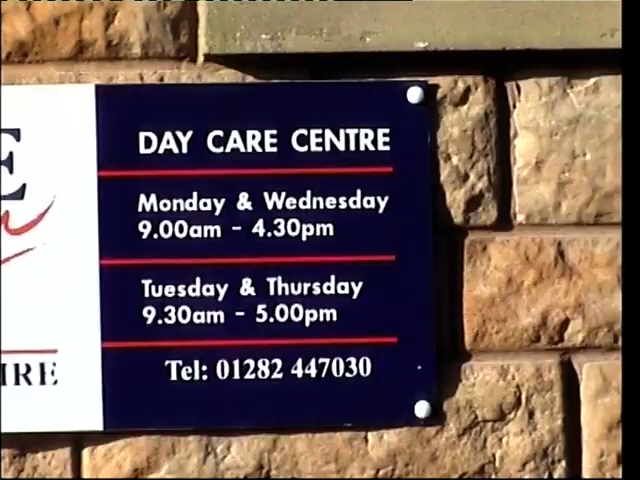 DAY CARE CENTRE
Monday & Wednesday
9.00am - 4.30pm
Tuesday & Thursday
9.30am - 5.00pm
Tel: 01282 447030